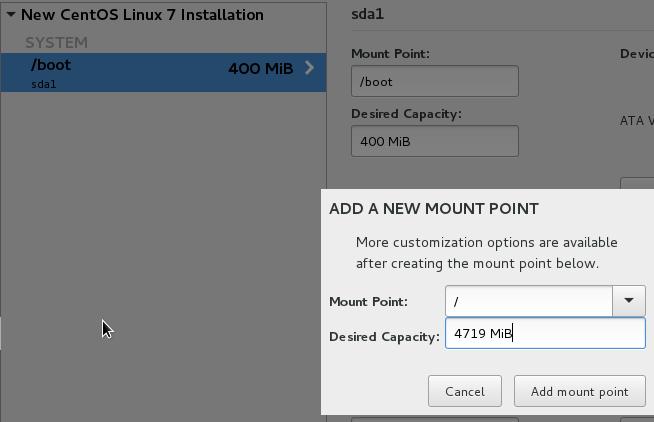 New CentOS Linux 7 Installation
SYSTEM
/boot
400 MiB
sda1
sda1
Mount Point:
Devic
/boot
Desired Capacity:
ATA V
400 MiB
ADD A NEW MOUNT POINT
More customization options are available
after creating the mount point below.
Mount Point:
/
Desired Capacity:
4719 MiB
Cancel
Add mount point